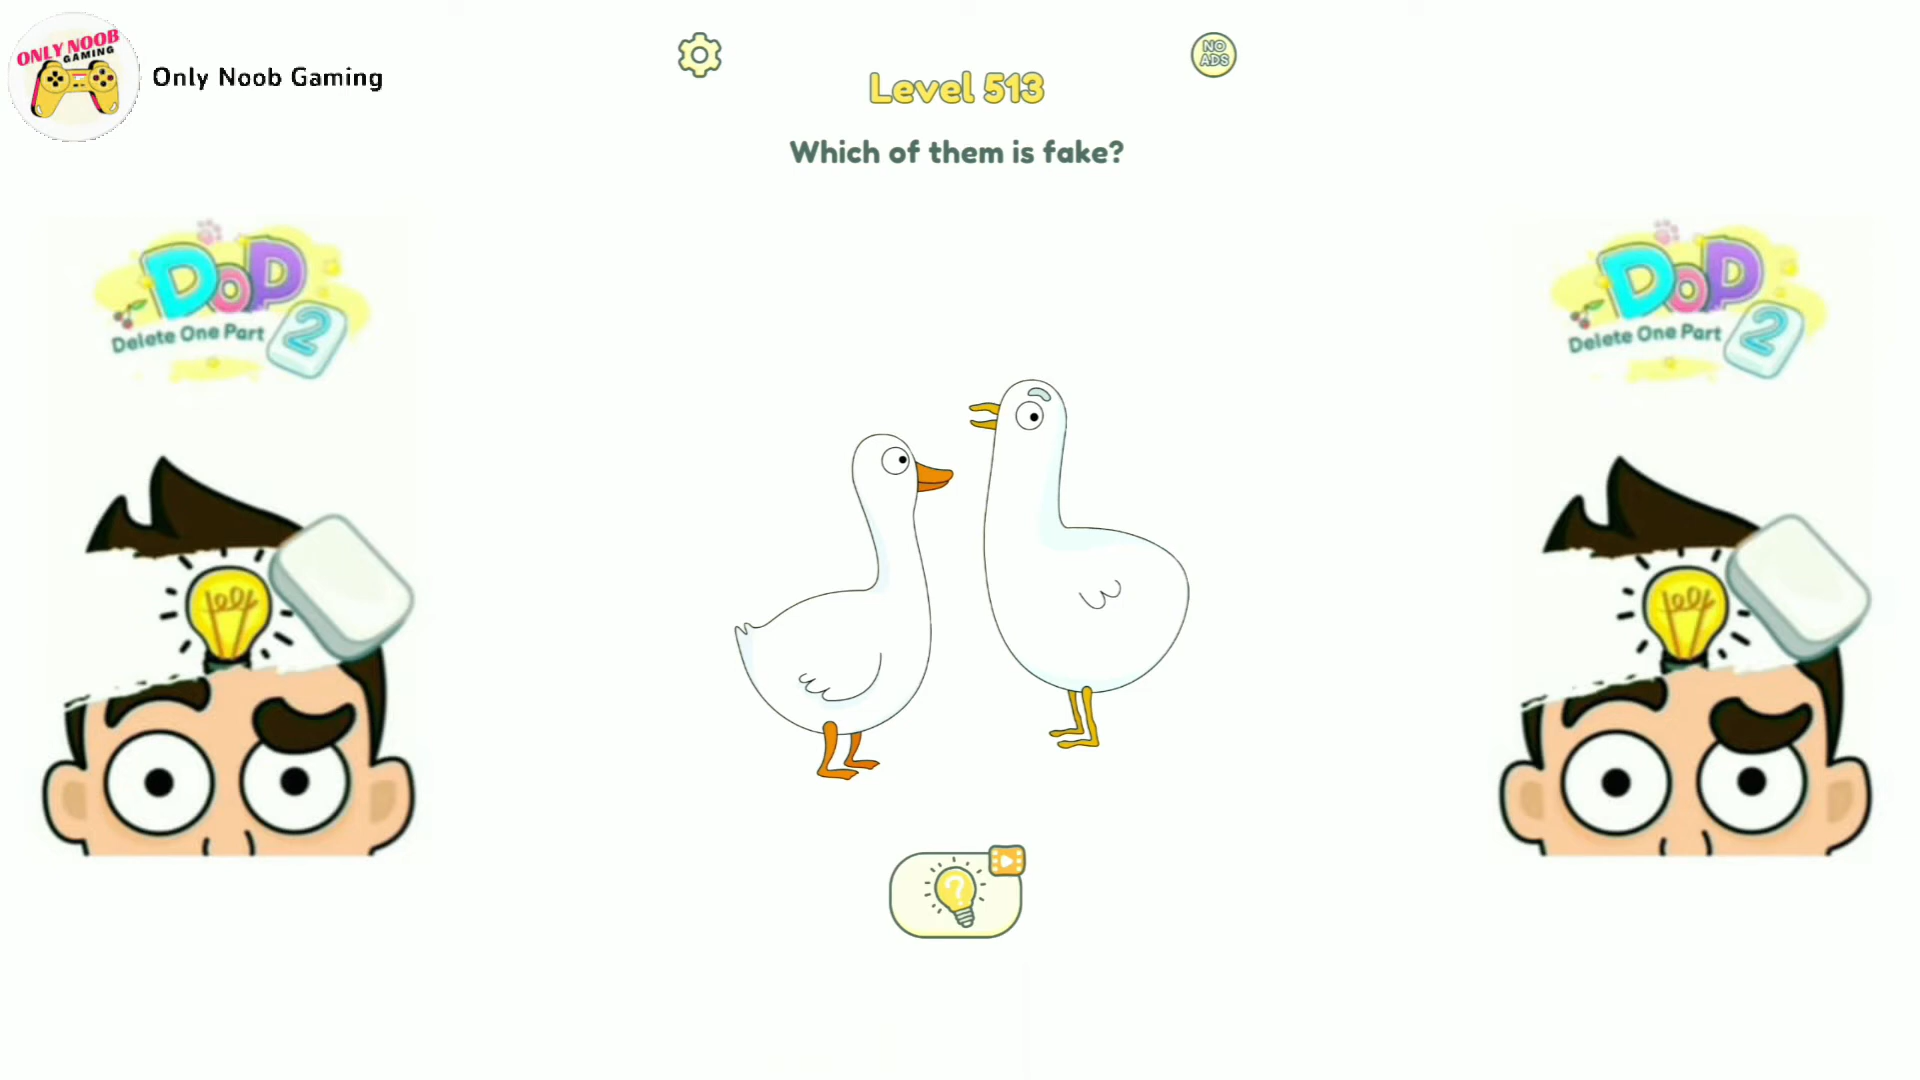 ONLY NOOB
GAMING
Only Noob Gaming
NO
ADS
Level 513
Which of them is fake?
DOP
Delete One Part 2
DOP
Delete One Part 2
?